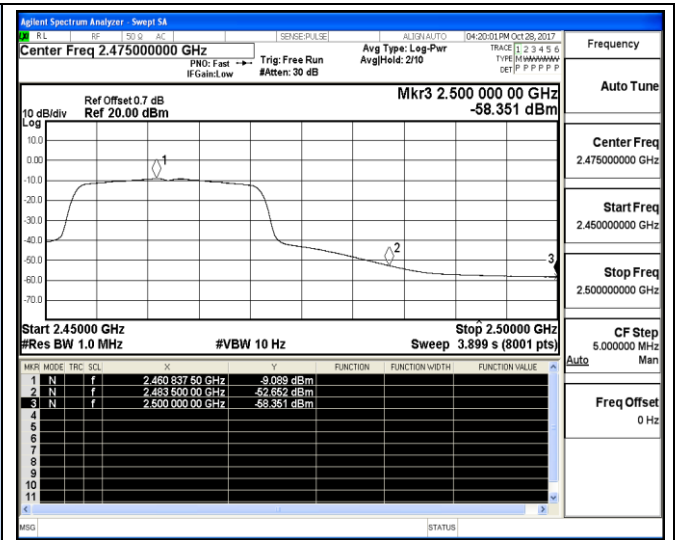 Agilent Spectrum Analyzer - Swept SA
RL RF 50 Ω AC SENSE:PULSE ALIGN AUTO 04:20:01 PM Oct 28, 2017
Center Freq 2.475000000 GHz
PNO: Fast
IFGain:Low
Trig: Free Run
#Atten: 30 dB
Avg Type: Log-Pwr
Avg|Hold: 2/10
TRACE 1 2 3 4 5 6
TYPE M WWWWW
DET P P P P P P
Ref Offset 0.7 dB
Ref 20.00 dBm
10 dB/div
Log
Mkr3 2.500 000 00 GHz
-58.351 dBm
10.0
0.00
-10.0
-20.0
-30.0
-40.0
-50.0
-60.0
-70.0
1
2
3
Start 2.45000 GHz
Stop 2.50000 GHz
#Res BW 1.0 MHz #VBW 10 Hz Sweep 3.899 s (8001 pts)
MKR MODE TRC SCL X Y FUNCTION FUNCTION WIDTH FUNCTION VALUE
1 N f 2.460 837 50 GHz -9.089 dBm
2 N f 2.483 500 00 GHz -52.652 dBm
3 N f 2.500 000 00 GHz -58.351 dBm
4
5
6
7
8
9
10
11
MSG STATUS
Frequency
Auto Tune
Center Freq
2.475000000 GHz
Start Freq
2.450000000 GHz
Stop Freq
2.500000000 GHz
CF Step
5.000000 MHz
Auto Man
Freq Offset
0 Hz